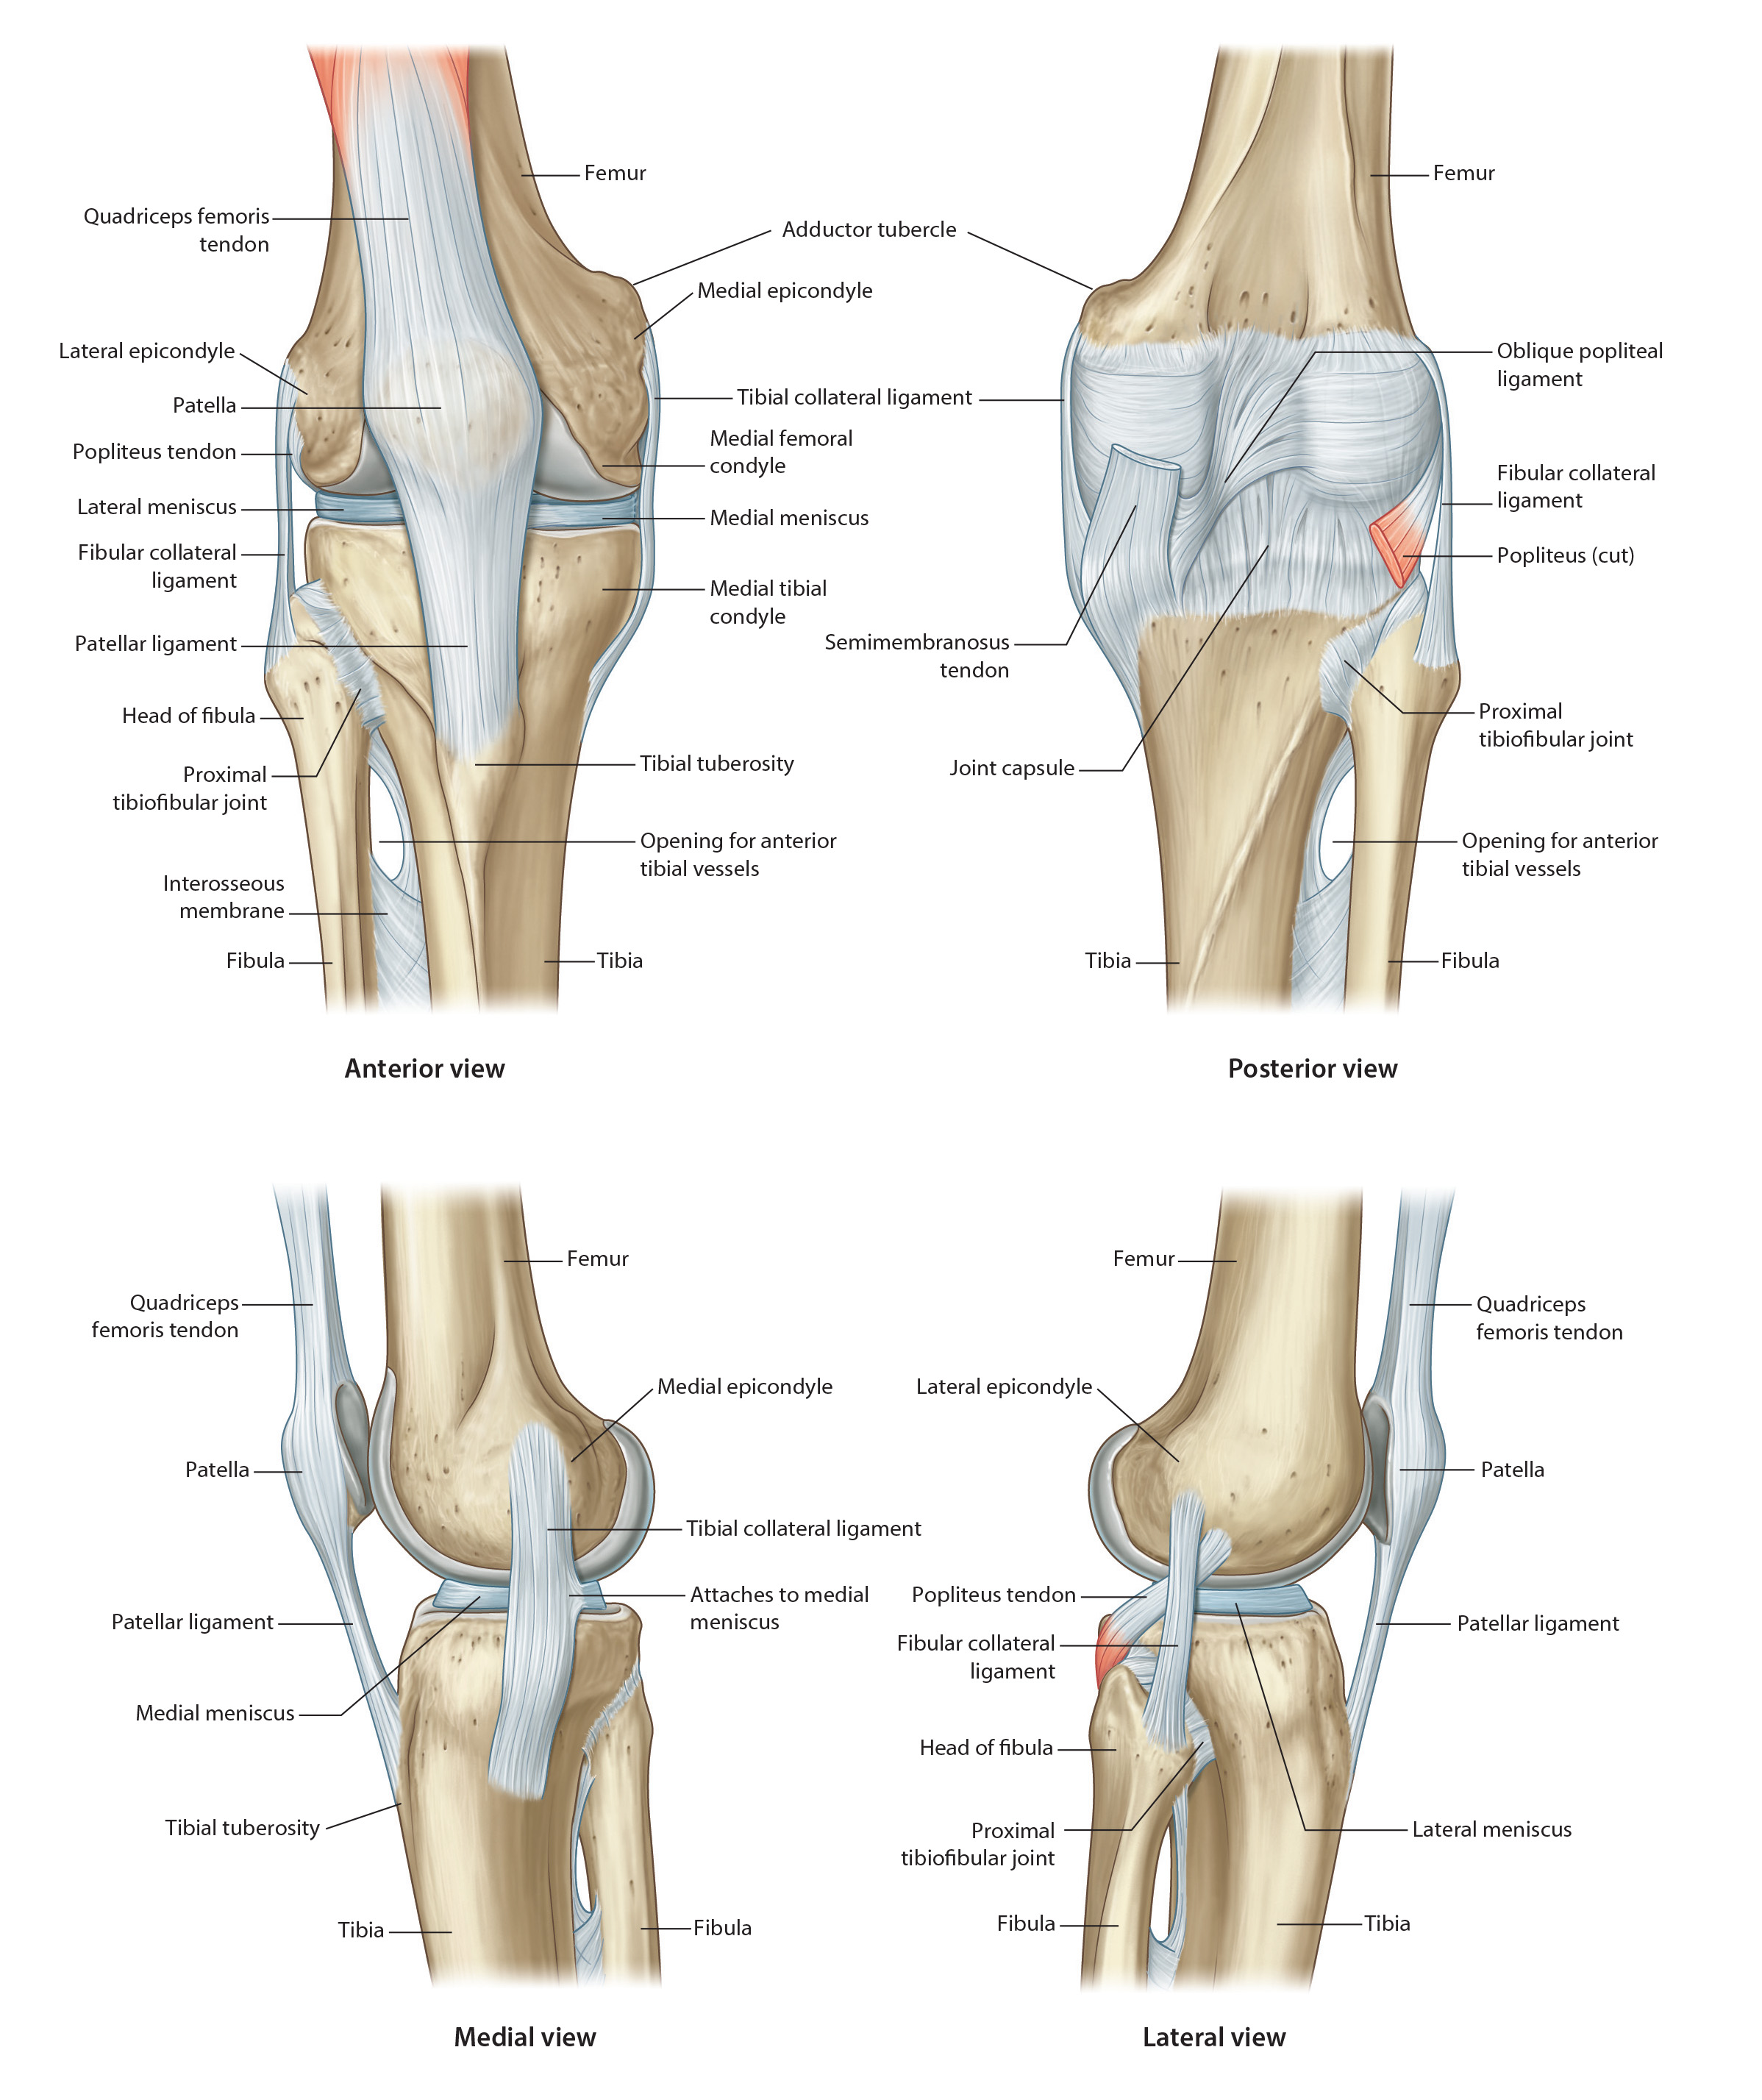 Femur
Quadriceps femoris
tendon
Adductor tubercle
Medial epicondyle
Lateral epicondyle
Patella
Tibial collateral ligament
Popliteus tendon
Medial femoral
condyle
Lateral meniscus
Medial meniscus
Fibular collateral
ligament
Medial tibial
condyle
Patellar ligament
Head of fibula
Proximal
tibiofibular joint
Tibial tuberosity
Opening for anterior
tibial vessels
Interosseous
membrane
Fibula
Tibia
Anterior view
Femur
Oblique popliteal
ligament
Fibular collateral
ligament
Popliteus (cut)
Semimembranosus
tendon
Proximal
tibiofibular joint
Joint capsule
Opening for anterior
tibial vessels
Tibia
Fibula
Posterior view
Femur
Quadriceps
femoris tendon
Medial epicondyle
Patella
Tibial collateral ligament
Attaches to medial
meniscus
Patellar ligament
Medial meniscus
Tibial tuberosity
Tibia
Fibula
Medial view
Femur
Quadriceps
femoris tendon
Lateral epicondyle
Patella
Popliteus tendon
Patellar ligament
Fibular collateral
ligament
Head of fibula
Proximal
tibiofibular joint
Lateral meniscus
Fibula
Tibia
Lateral view